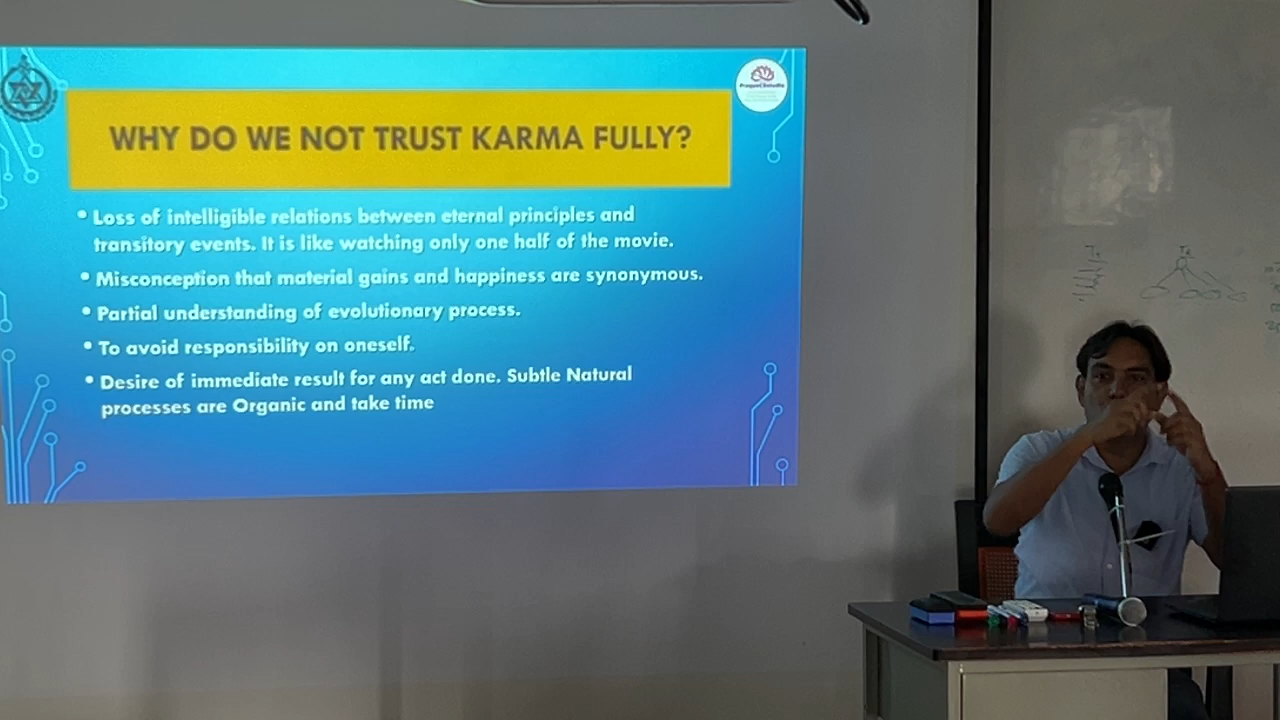 WHY DO WE NOT TRUST KARMA FULLY?
• Loss of intelligible relations between eternal principles and
transitory events. It is like watching only one half of the movie.
• Misconception that material gains and happiness are synonymous.
• Partial understanding of evolutionary process.
• To avoid responsibility on oneself.
• Desire of immediate result for any act done. Subtle Natural
processes are Organic and take time